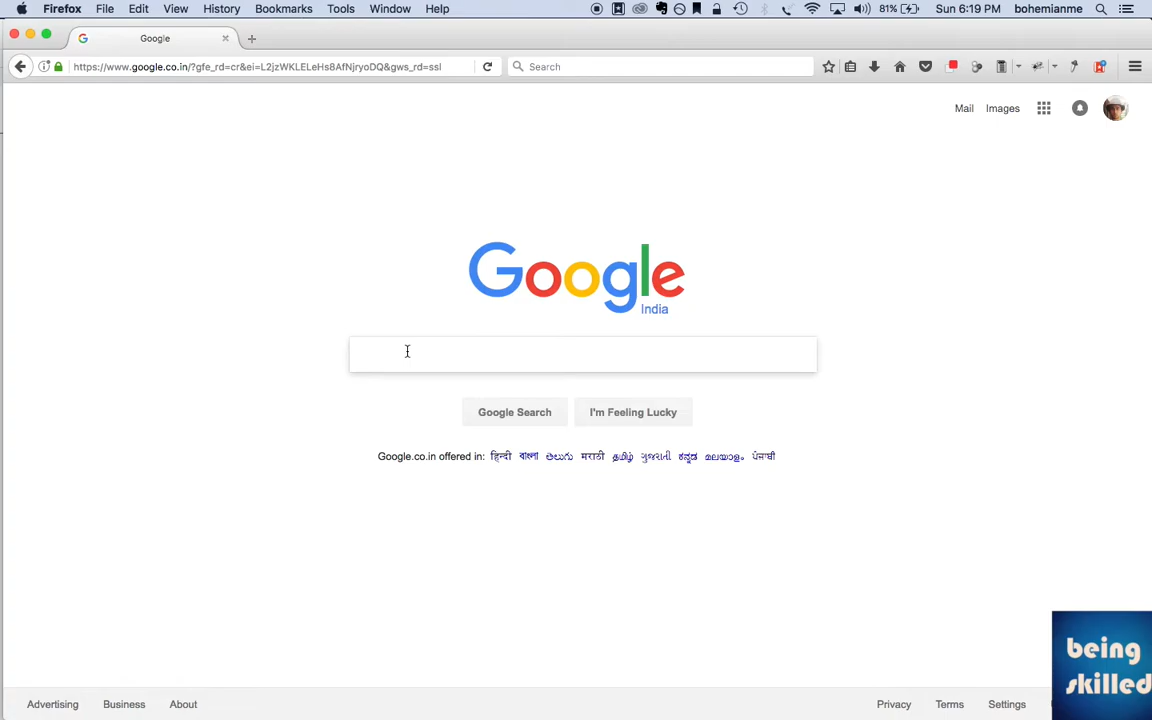 Firefox File Edit View History Bookmarks Tools Window Help 81% Sun 6:19 PM bohemianme
Google
https://www.google.co.in/?gfe_rd=cr&ei=L2jzWKLELeHs8AfNjryoDQ&gws_rd=ssl Search
Mail Images
Google
India
Google Search I'm Feeling Lucky
Google.co.in offered in: हिन्दी বাংলা తెలుగు मराठी தமிழ் ગુજરાતી ಕನ್ನಡ മലയാളം ਪੰਜਾਬੀ
being
skilled
Advertising Business About Privacy Terms Settings